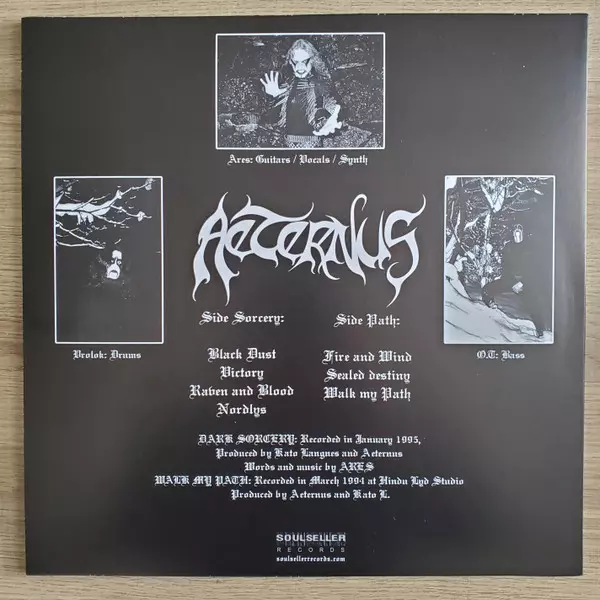 Ares: Guitars / Vocals / Synth
AETERNUS
Vrolok: Drums
O.T: Bass
Side Sorcery:
Black Dust
Victory
Raven and Blood
Nordlys
Side Path:
Fire and Wind
Sealed destiny
Walk my Path
DARK SORCERY: Recorded in January 1995,
Produced by Kato Langnes and Aeternus
Words and music by ARES
WALK MY PATH: Recorded in March 1994 at Hindu Lyd Studio
Produced by Aeternus and Kato L.
SOULSELLER
RECORDS
soulsellerrecords.com